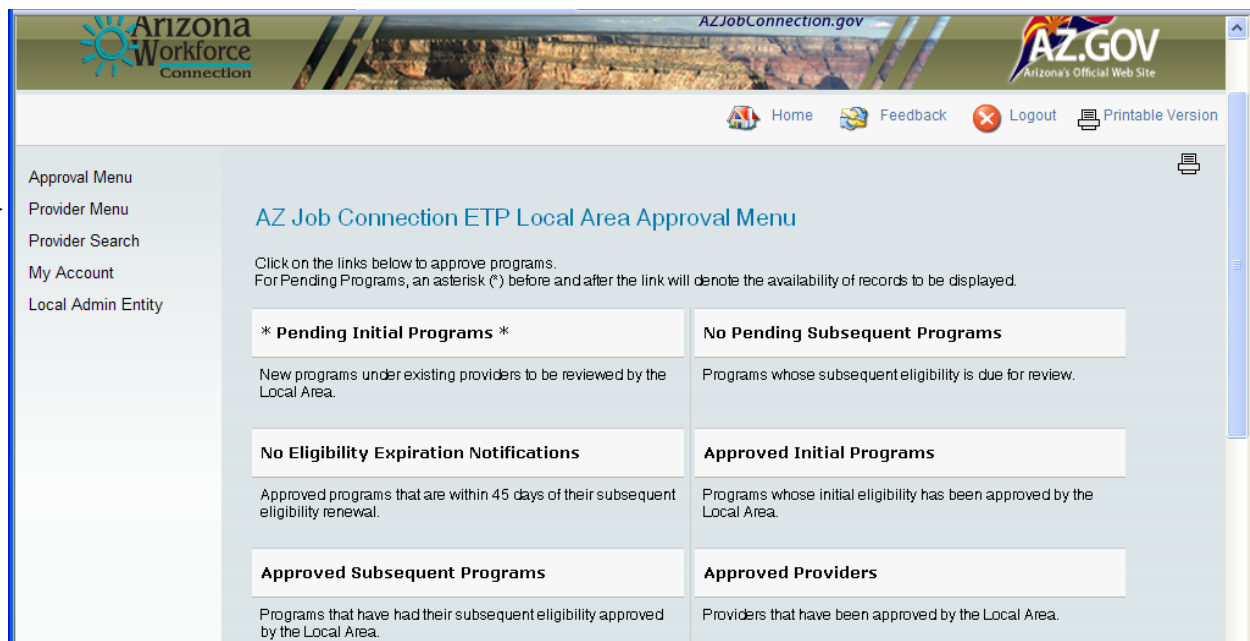 Arizona
Workforce
Connection
AZJobConnection.gov
AZ.GOV
Arizona's Official Web Site
Home Feedback Logout Printable Version
Approval Menu
Provider Menu
Provider Search
My Account
Local Admin Entity
AZ Job Connection ETP Local Area Approval Menu
Click on the links below to approve programs.
For Pending Programs, an asterisk (*) before and after the link will denote the availability of records to be displayed.
* Pending Initial Programs *
New programs under existing providers to be reviewed by the
Local Area.
No Pending Subsequent Programs
Programs whose subsequent eligibility is due for review.
No Eligibility Expiration Notifications
Approved programs that are within 45 days of their subsequent
eligibility renewal.
Approved Initial Programs
Programs whose initial eligibility has been approved by the
Local Area.
Approved Subsequent Programs
Programs that have had their subsequent eligibility approved
by the Local Area.
Approved Providers
Providers that have been approved by the Local Area.